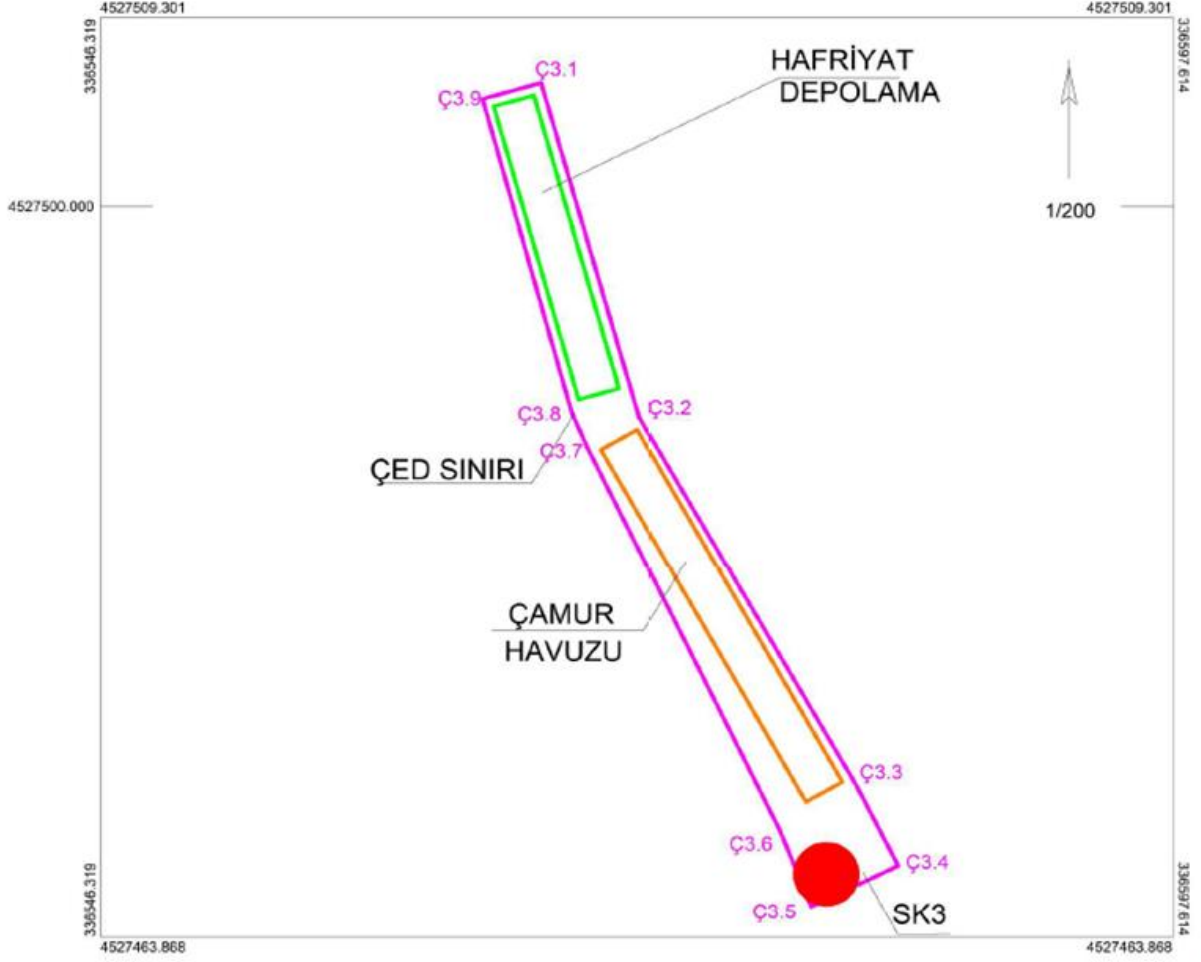 4527509.301
4527509.301
336546.319
336597.614
Ç3.1
Ç3.9
HAFRİYAT
DEPOLAMA
4527500.000
1/200
Ç3.8
Ç3.2
Ç3.7
ÇED SINIRI
ÇAMUR
HAVUZU
Ç3.3
Ç3.6
Ç3.4
Ç3.5
SK3
336546.319
336597.614
4527463.868
4527463.868